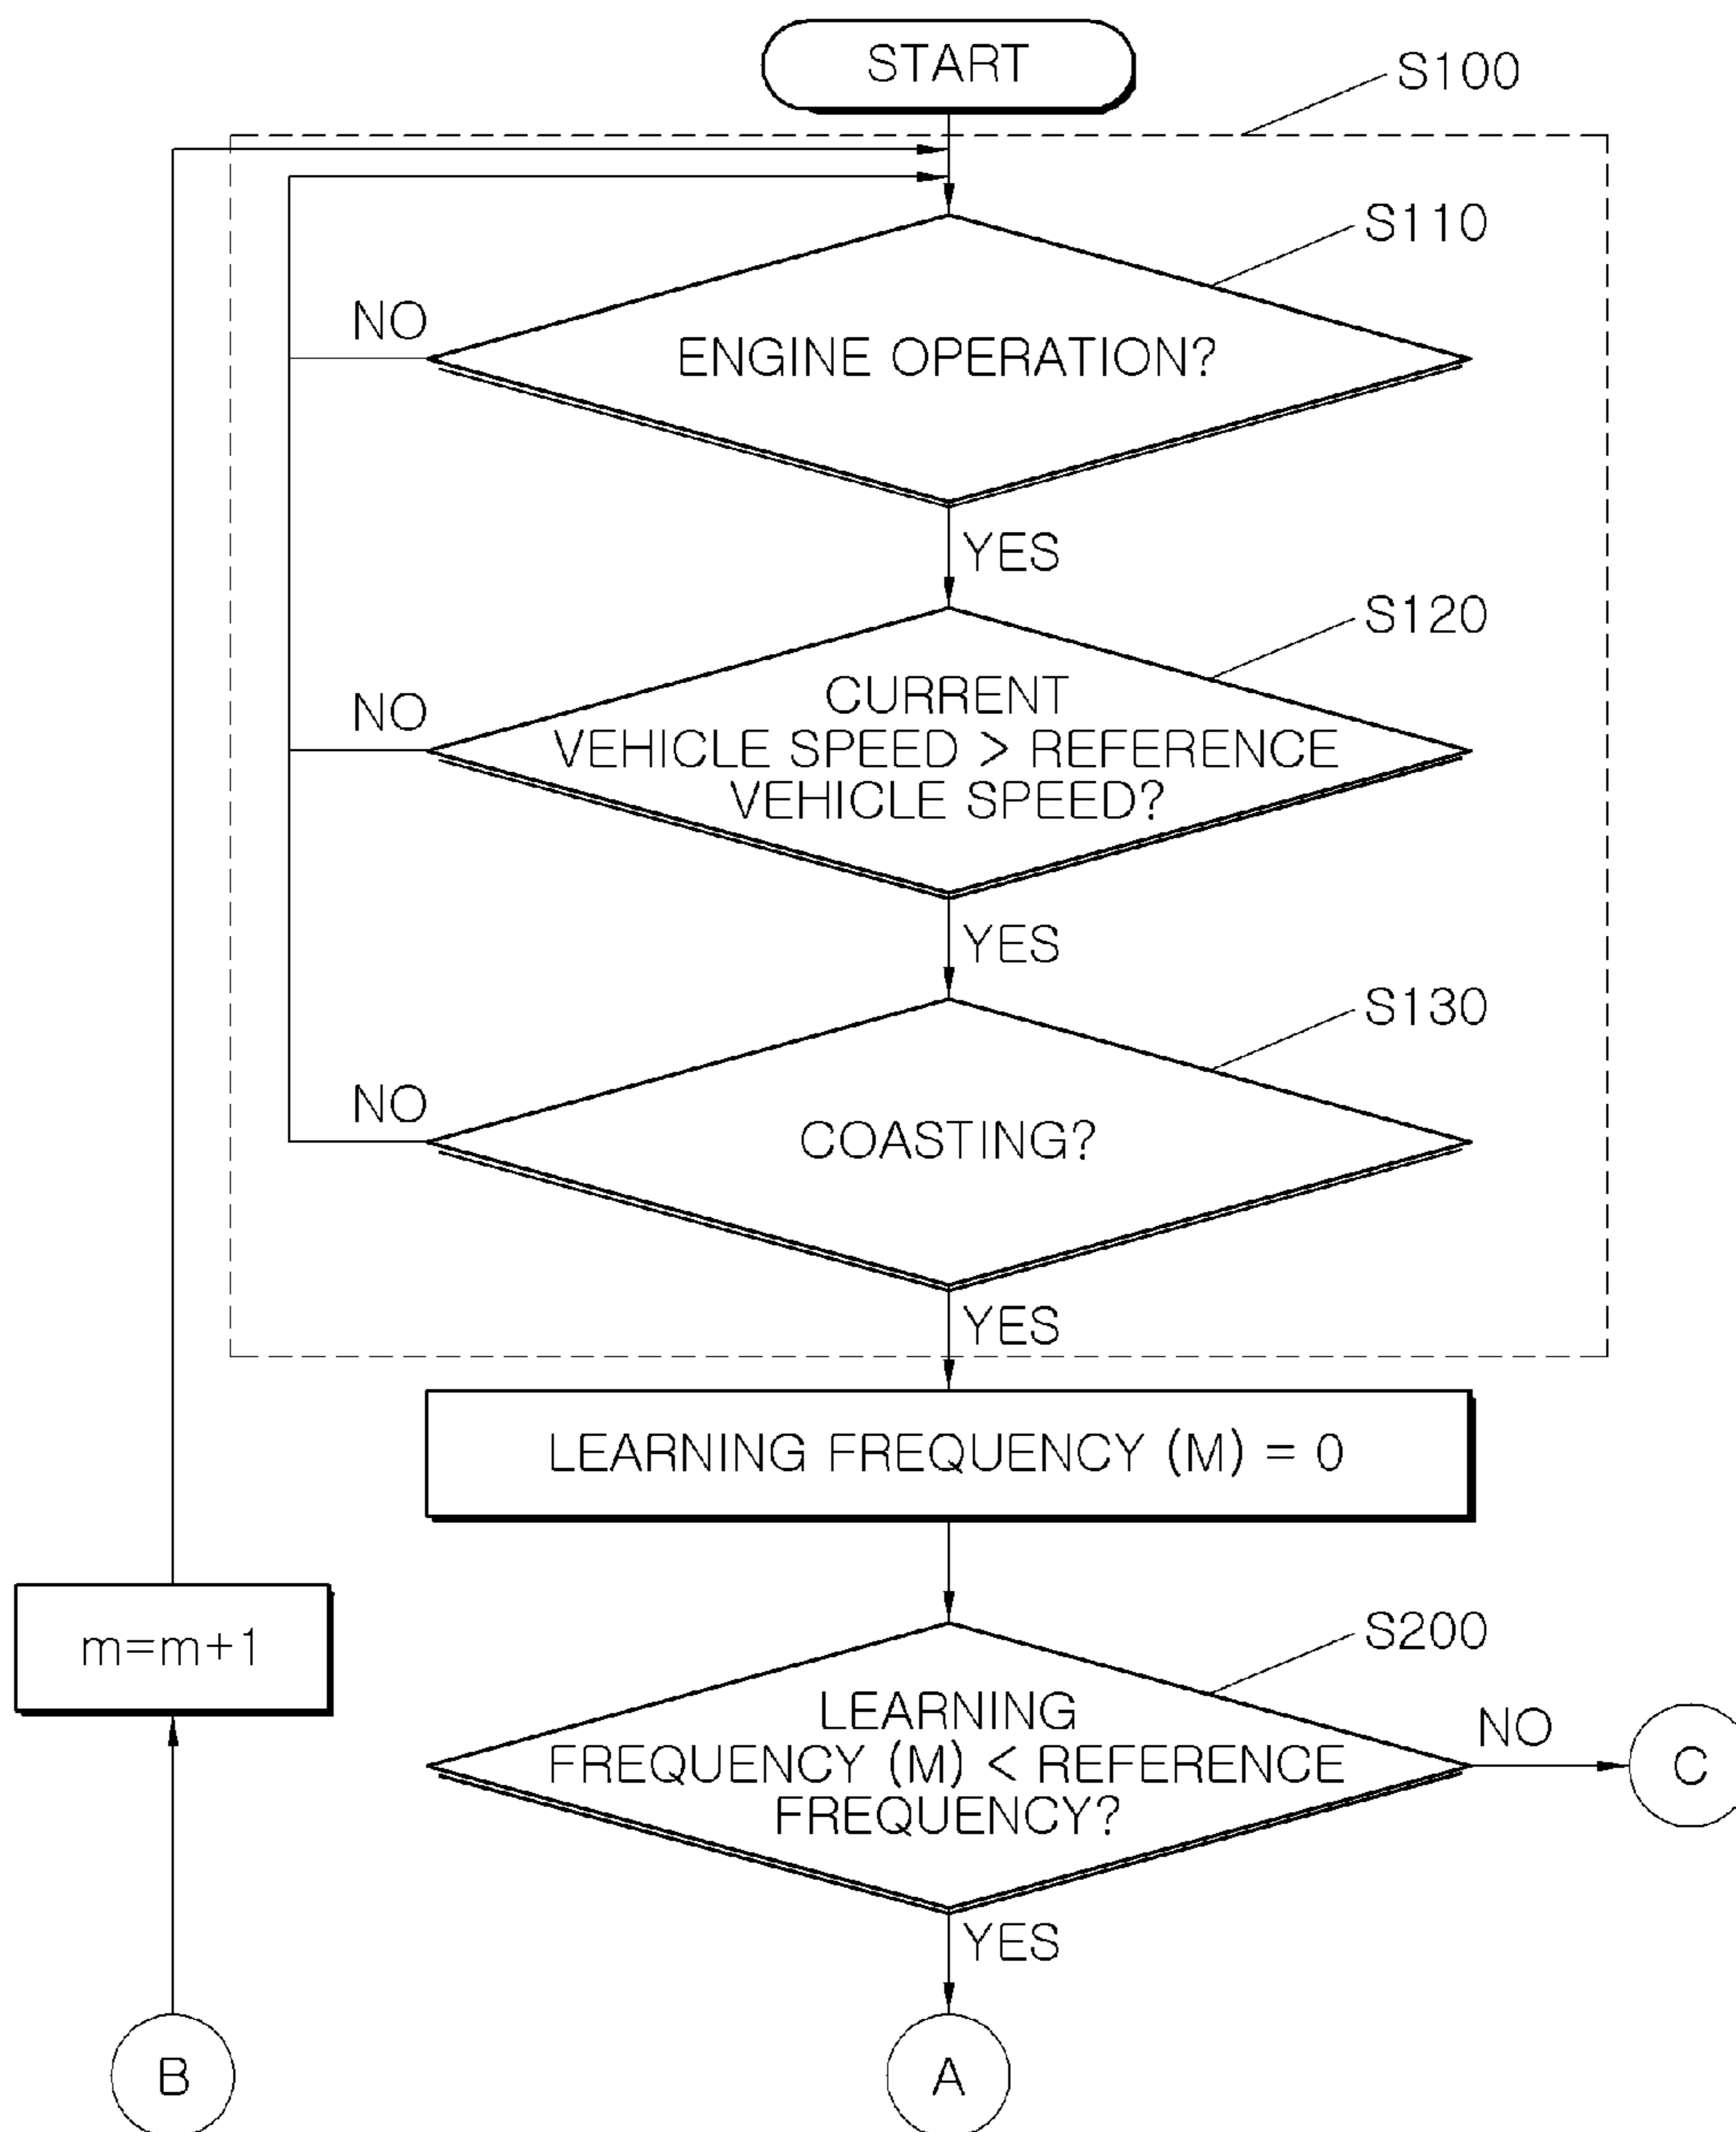 START
S100
S110
NO
ENGINE OPERATION?
YES
S120
NO
CURRENT
VEHICLE SPEED > REFERENCE
VEHICLE SPEED?
YES
S130
NO
COASTING?
YES
LEARNING FREQUENCY (M) = 0
m=m+1
S200
LEARNING
FREQUENCY (M) < REFERENCE
FREQUENCY?
NO
C
YES
B
A